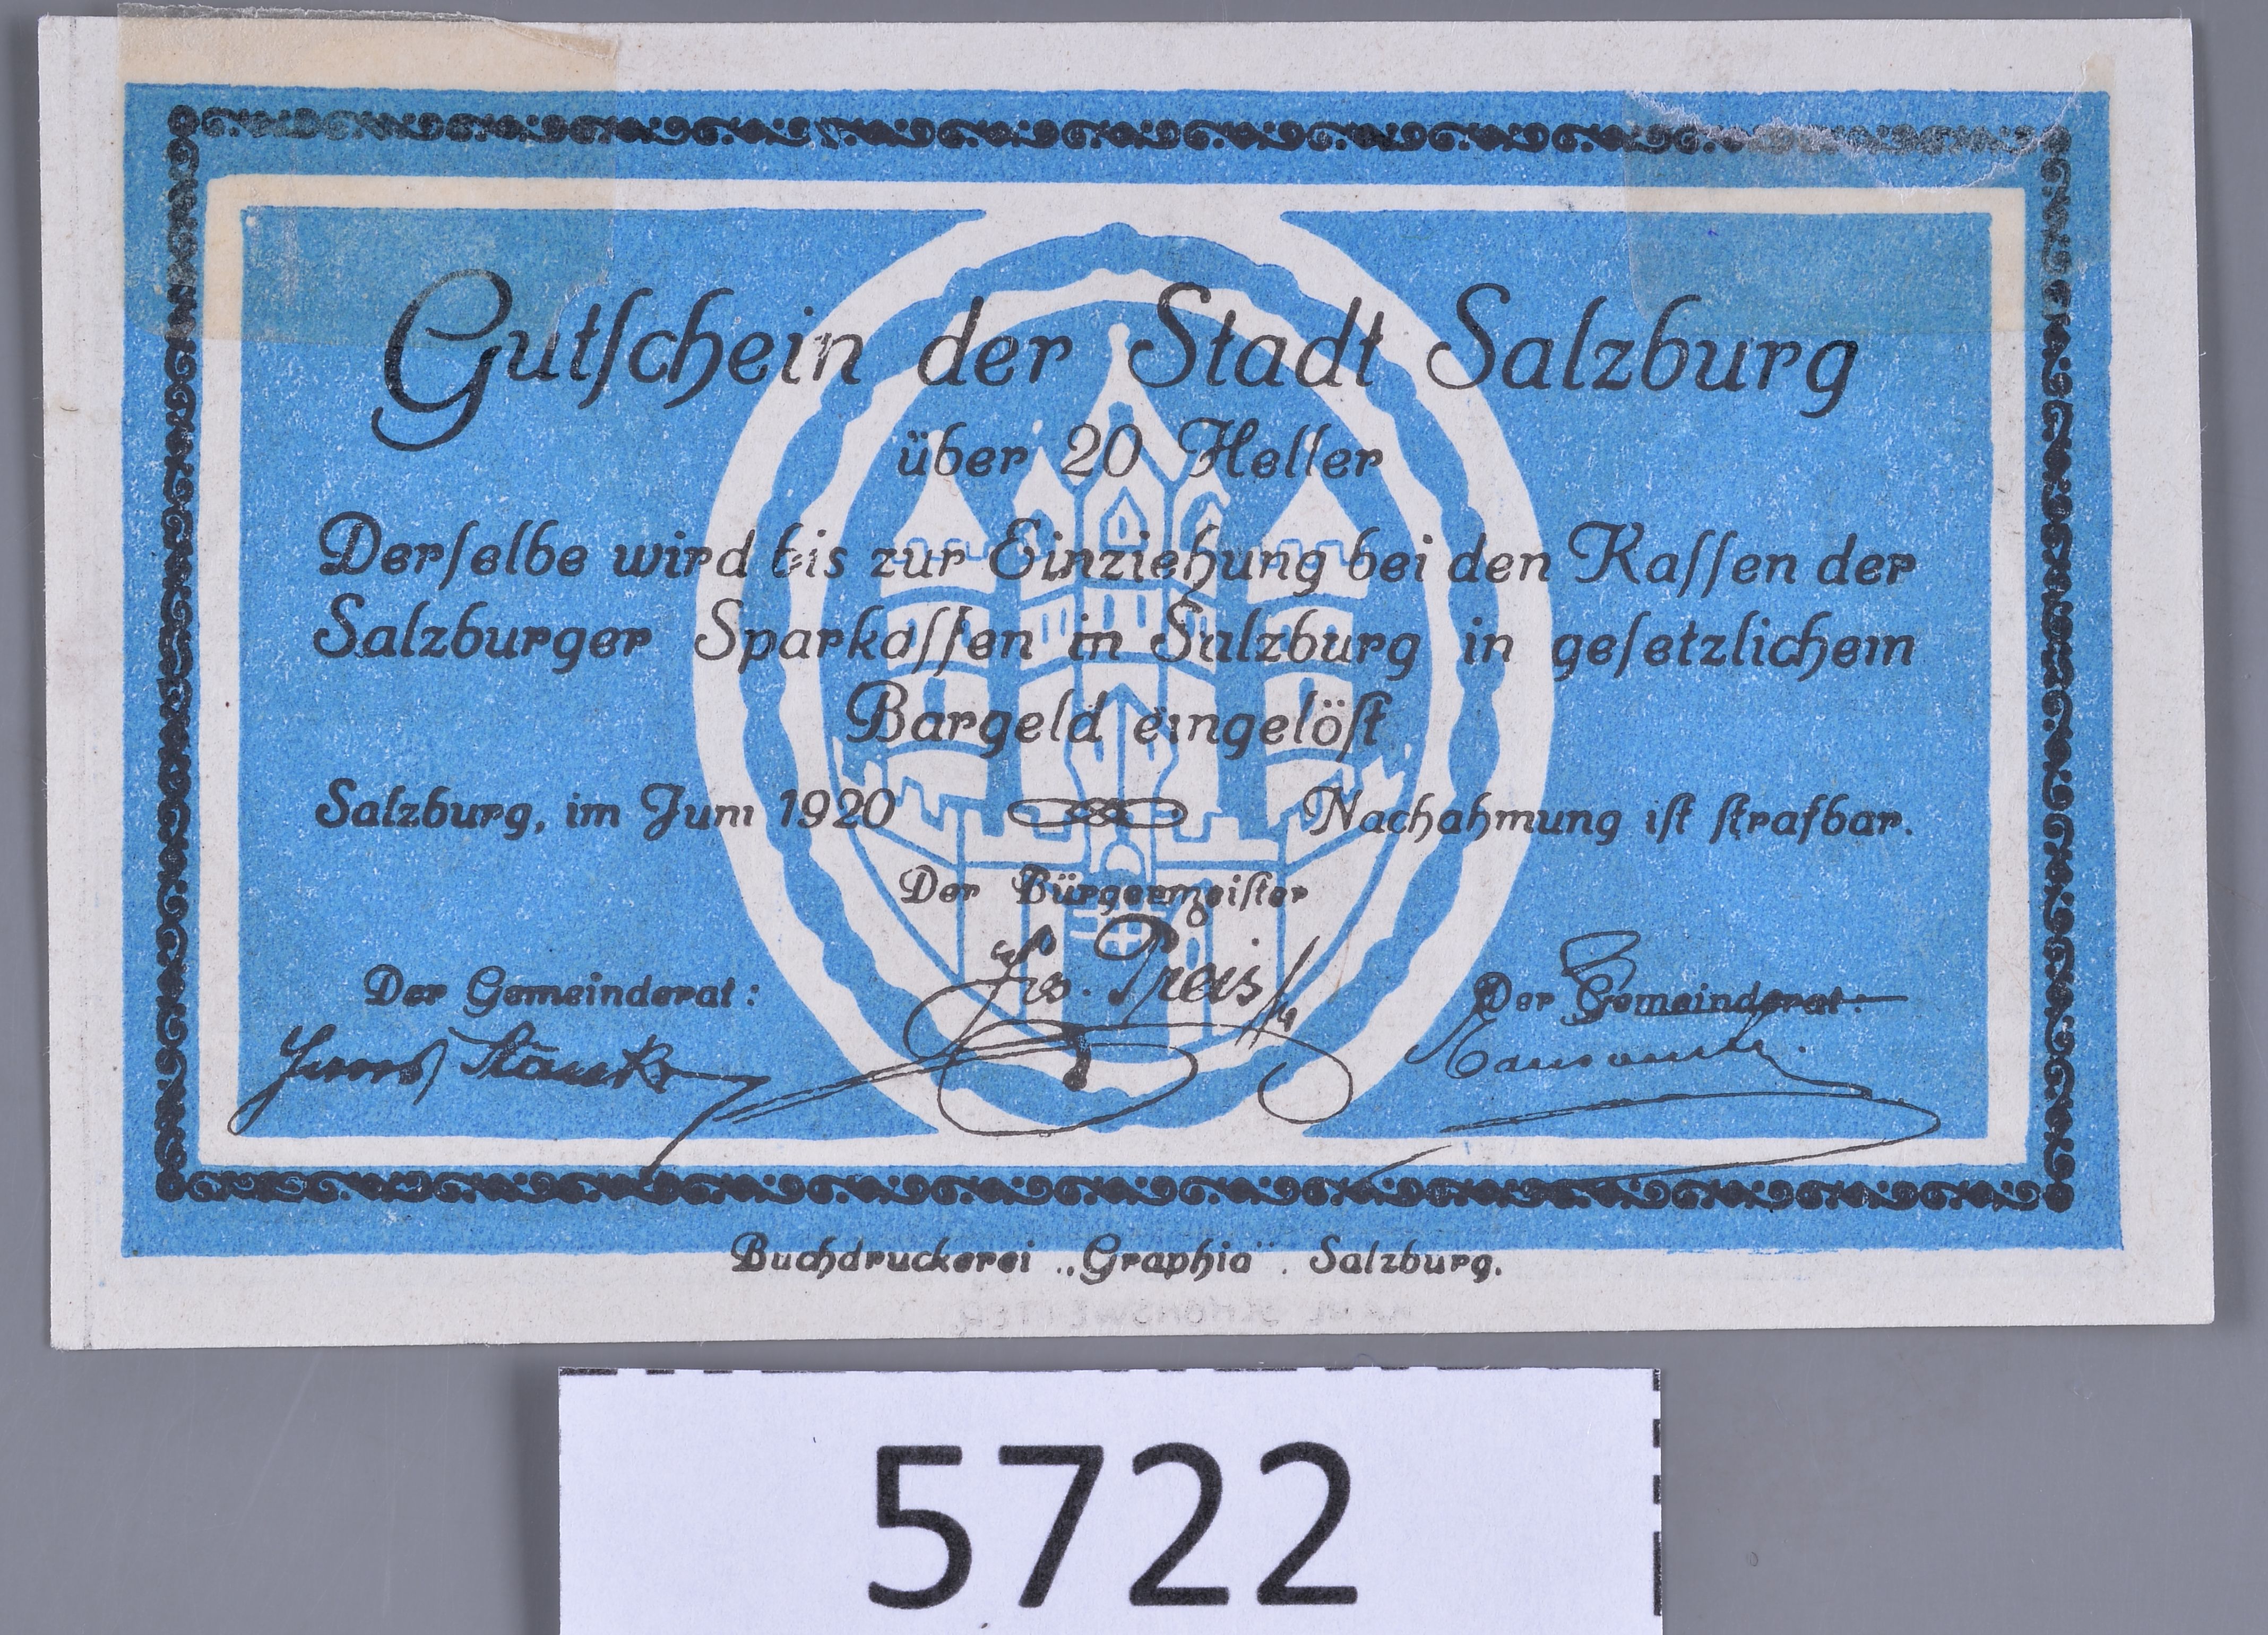 Gutſchein der Stadt Salzburg
über 20 Heller
Derſelbe wird bis zur Einziehung bei den Kaſſen der
Salzburger Sparkaſſen in Salzburg in geſetzlichem
Bargeld eingelöſt
Salzburg, im Juni 1920 Nachahmung iſt ſtrafbar.
Der Bürgermeiſter
Preis
Der Gemeinderat: Der Gemeinderat:
Buchdruckerei „Graphia". Salzburg.
5722